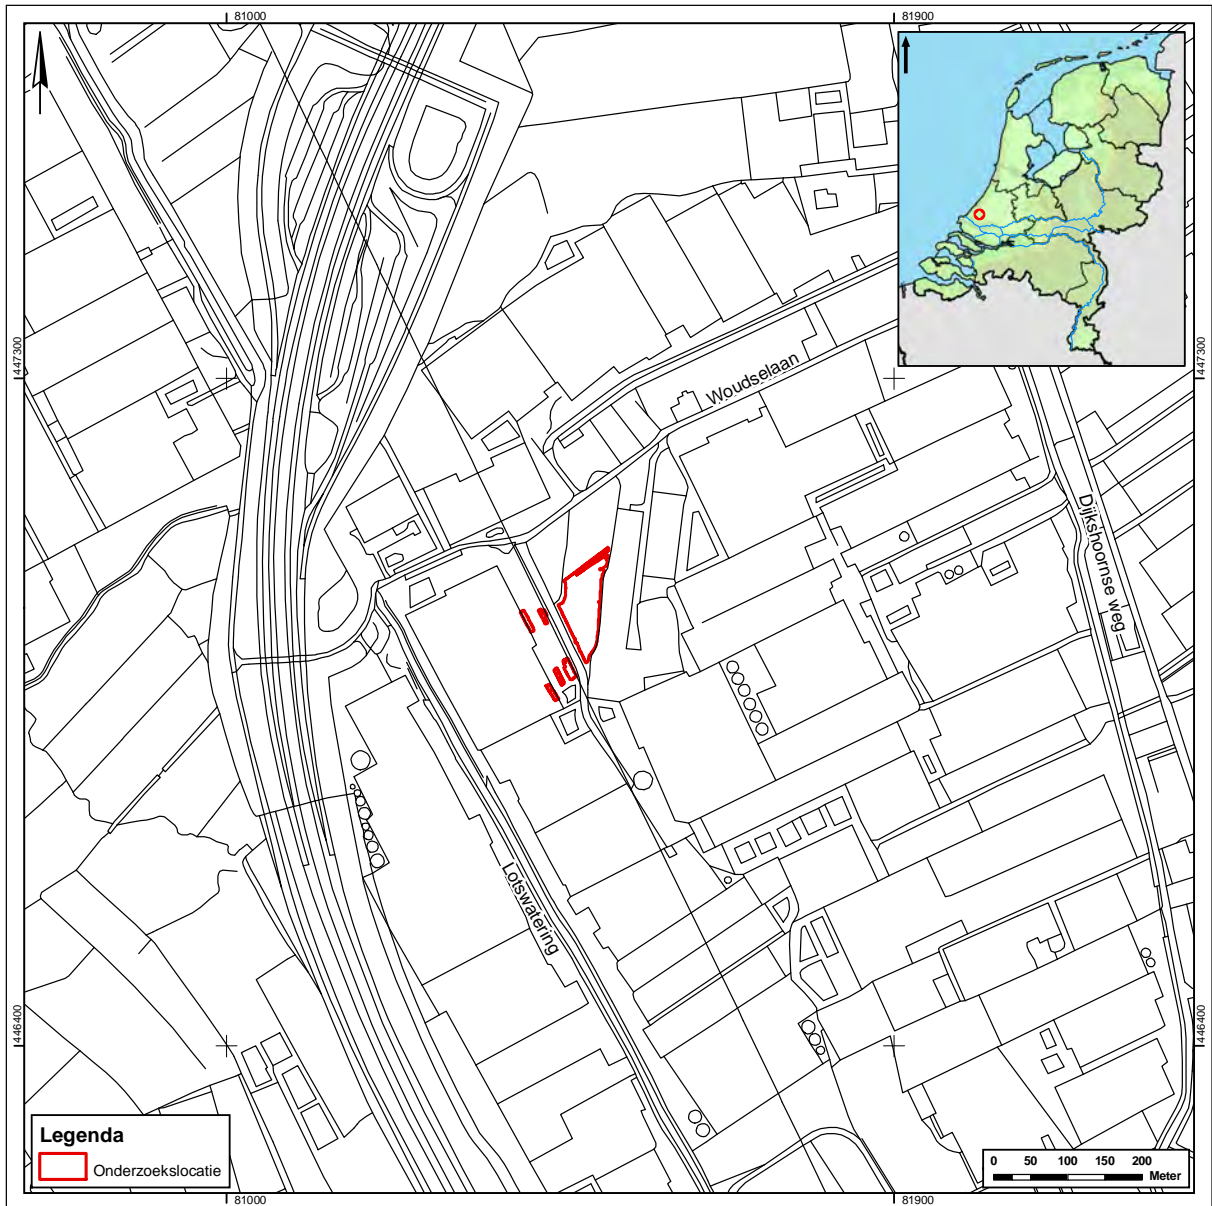 81000
81900
447300
447300
Woudselaan
Dijkshoornse weg
Lotswatering
446400
446400
Legenda
Onderzoekslocatie
0 50 100 150 200
Meter
81000
81900